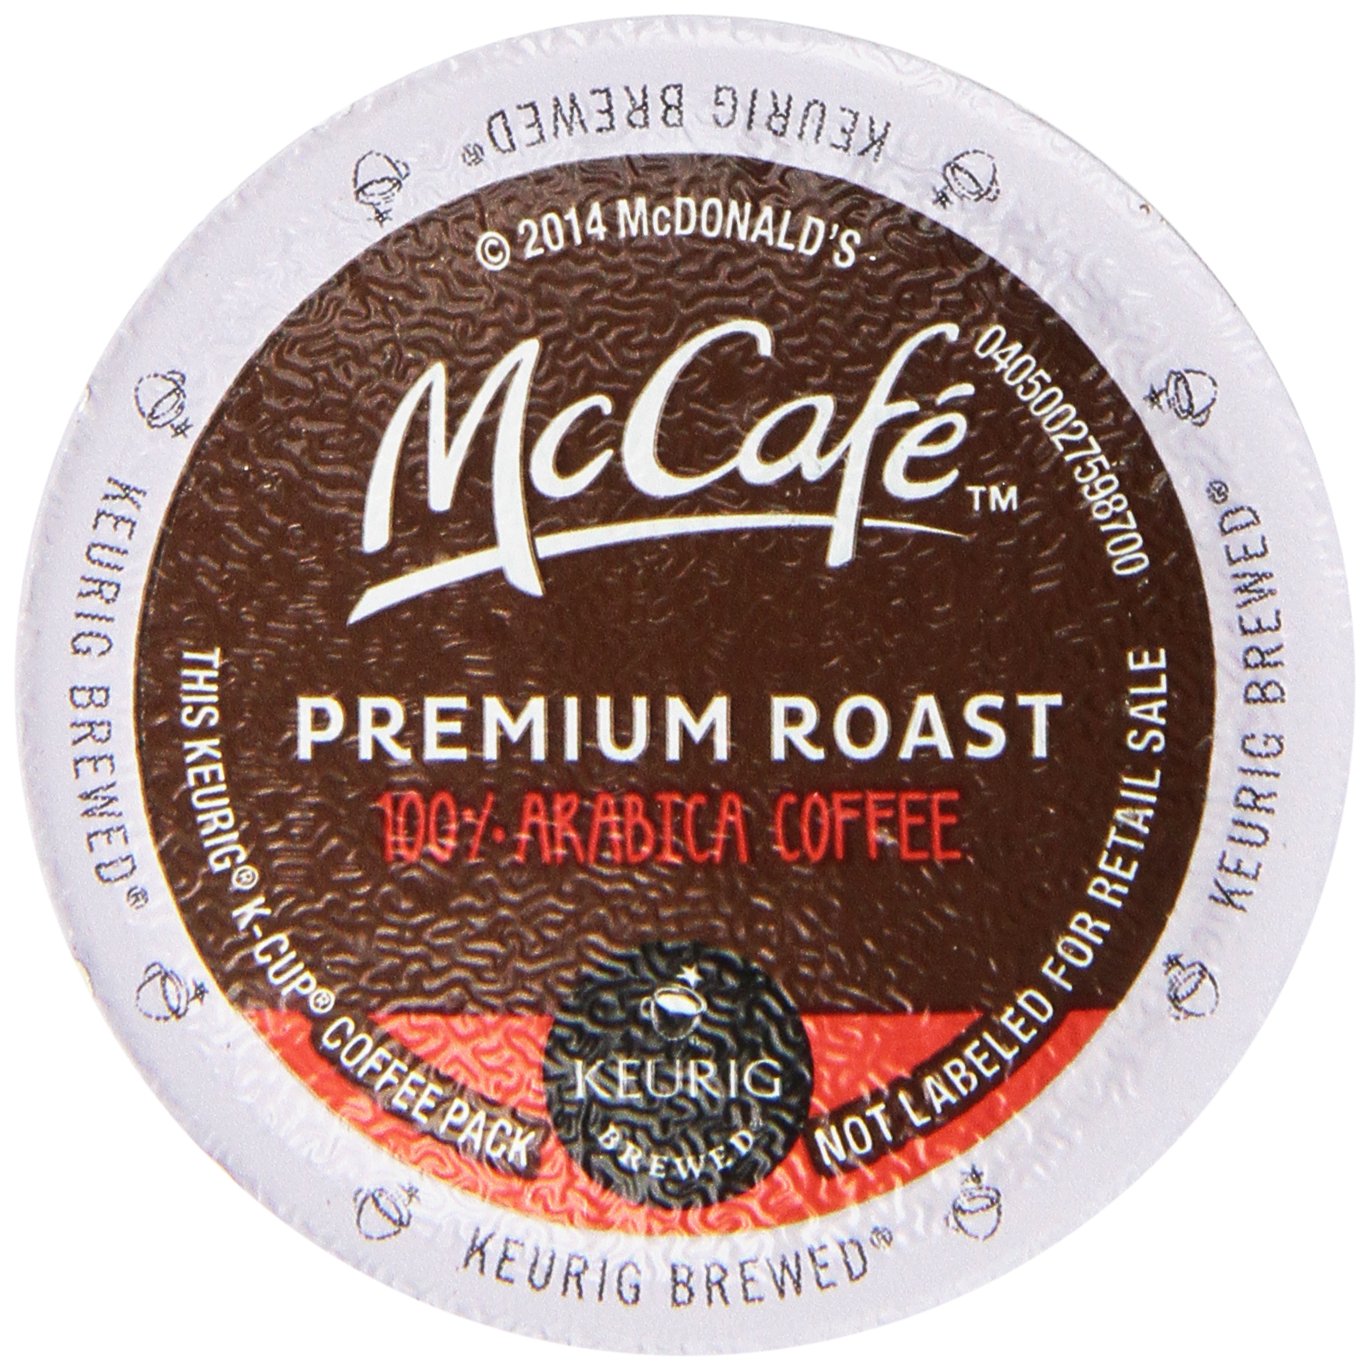 © 2014 McDONALD'S
McCafé™
04050027598700
PREMIUM ROAST
100% ARABICA COFFEE
THIS KEURIG® K-CUP® COFFEE PACK
NOT LABELED FOR RETAIL SALE
KEURIG
BREWED
KEURIG BREWED®
KEURIG BREWED®
KEURIG BREWED®
KEURIG BREWED®